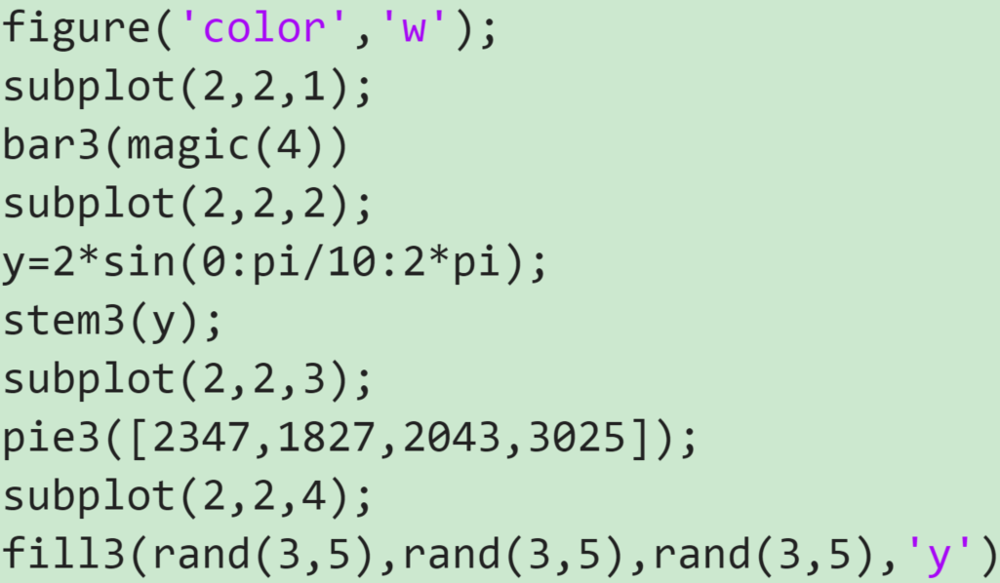 figure('color','w');
subplot(2,2,1);
bar3(magic(4))
subplot(2,2,2);
y=2*sin(0:pi/10:2*pi);
stem3(y);
subplot(2,2,3);
pie3([2347,1827,2043,3025]);
subplot(2,2,4);
fill3(rand(3,5),rand(3,5),rand(3,5),'y')